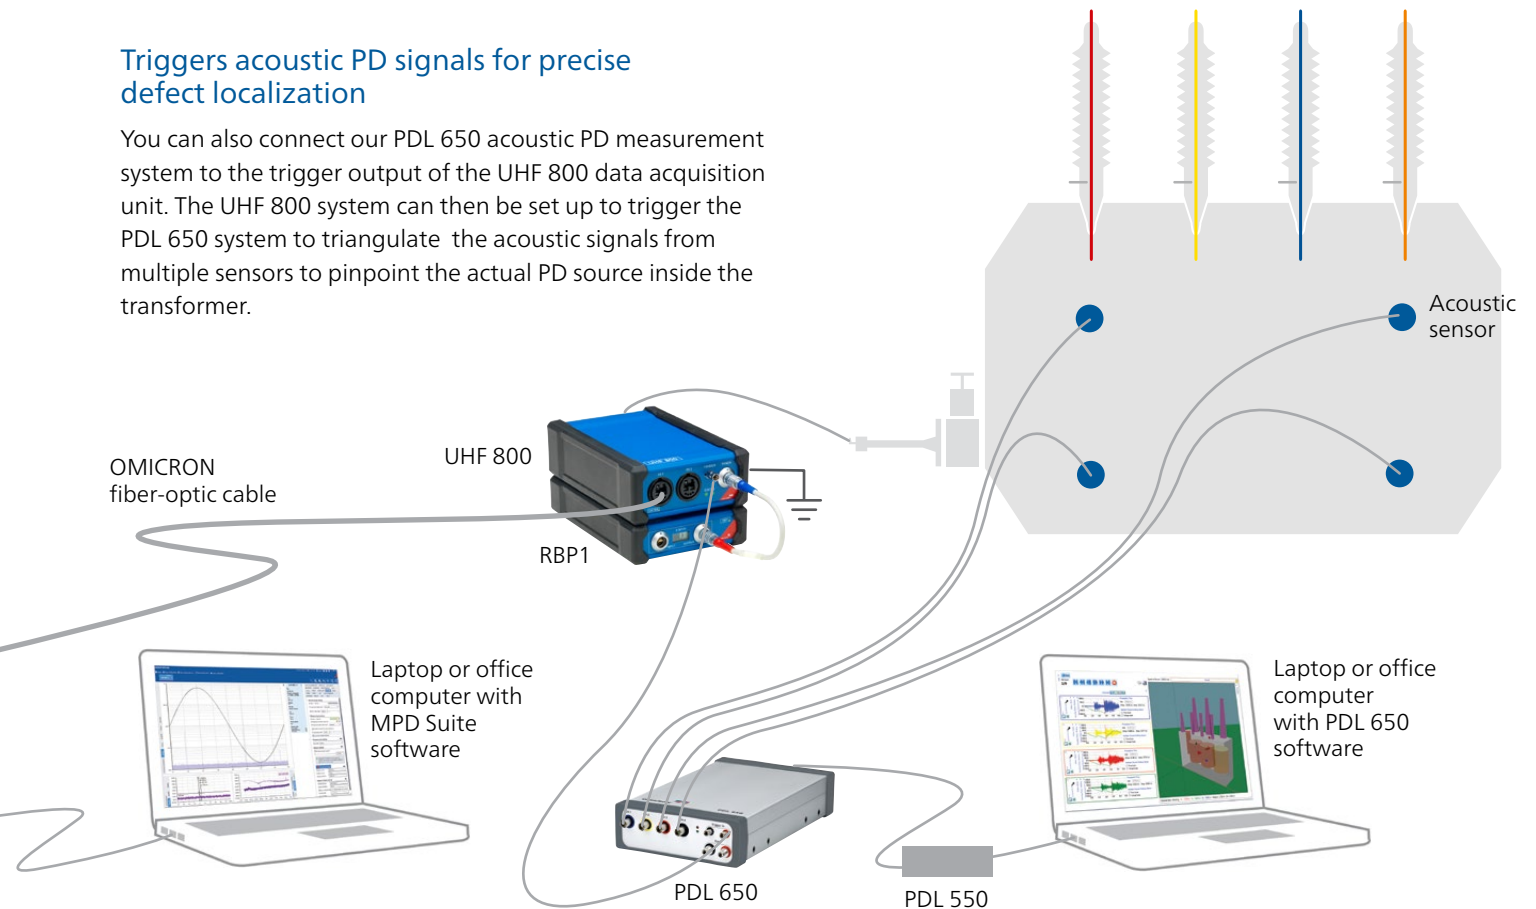 Triggers acoustic PD signals for precise
defect localization
You can also connect our PDL 650 acoustic PD measurement
system to the trigger output of the UHF 800 data acquisition
unit. The UHF 800 system can then be set up to trigger the
PDL 650 system to triangulate the acoustic signals from
multiple sensors to pinpoint the actual PD source inside the
transformer.
Acoustic
sensor
UHF 800
OMICRON
fiber-optic cable
RBP1
Laptop or office
computer with
MPD Suite
software
Laptop or office
computer
with PDL 650
software
PDL 650
PDL 550